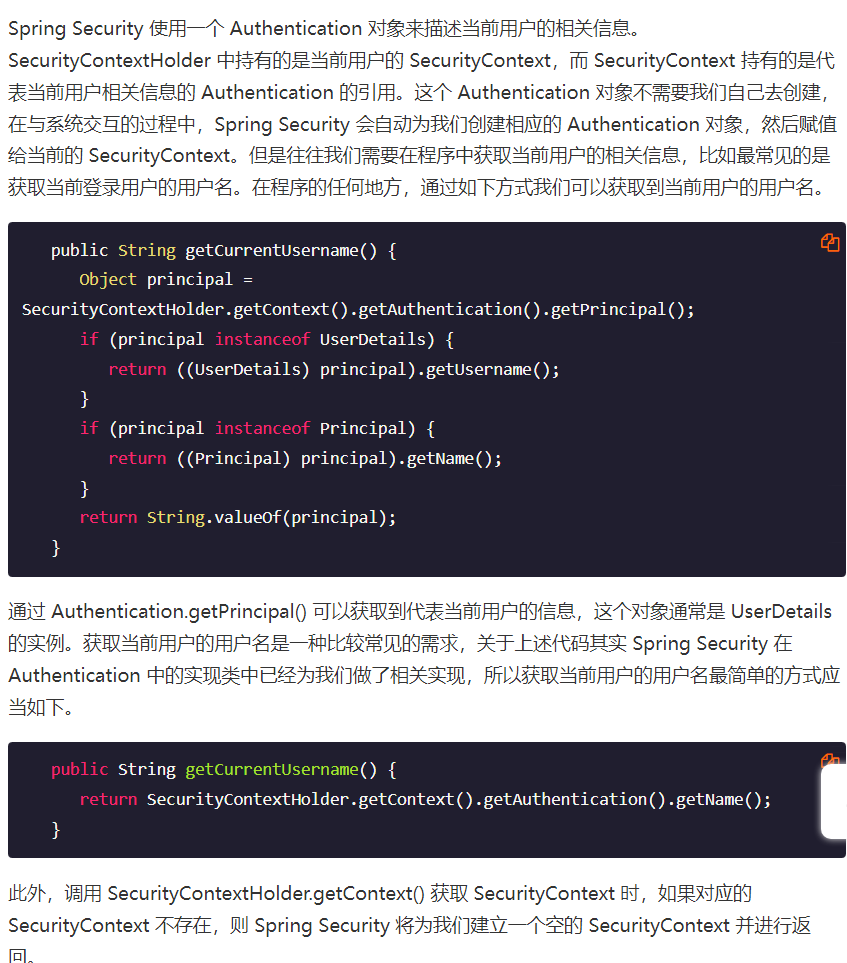 Spring Security 使用一个 Authentication 对象来描述当前用户的相关信息。
SecurityContextHolder 中持有的是当前用户的 SecurityContext，而 SecurityContext 持有的是代
表当前用户相关信息的 Authentication 的引用。这个 Authentication 对象不需要我们自己去创建，
在与系统交互的过程中，Spring Security 会自动为我们创建相应的 Authentication 对象，然后赋值
给当前的 SecurityContext。但是往往我们需要在程序中获取当前用户的相关信息，比如最常见的是
获取当前登录用户的用户名。在程序的任何地方，通过如下方式我们可以获取到当前用户的用户名。
public String getCurrentUsername() {
Object principal =
SecurityContextHolder.getContext().getAuthentication().getPrincipal();
if (principal instanceof UserDetails) {
return ((UserDetails) principal).getUsername();
}
if (principal instanceof Principal) {
return ((Principal) principal).getName();
}
return String.valueOf(principal);
}
通过 Authentication.getPrincipal() 可以获取到代表当前用户的信息，这个对象通常是 UserDetails
的实例。获取当前用户的用户名是一种比较常见的需求，关于上述代码其实 Spring Security 在
Authentication 中的实现类中已经为我们做了相关实现，所以获取当前用户的用户名最简单的方式应
当如下。
public String getCurrentUsername() {
return SecurityContextHolder.getContext().getAuthentication().getName();
}
此外，调用 SecurityContextHolder.getContext() 获取 SecurityContext 时，如果对应的
SecurityContext 不存在，则 Spring Security 将为我们建立一个空的 SecurityContext 并进行返
回。